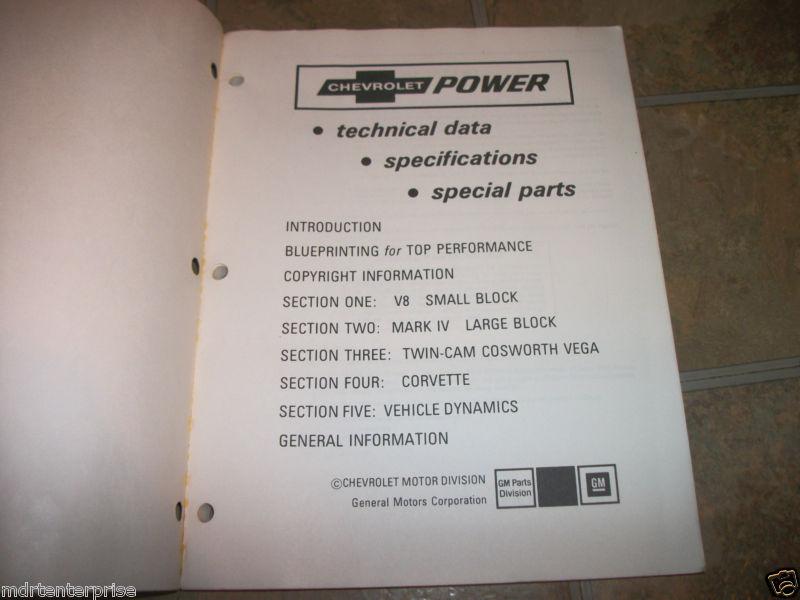 CHEVROLET POWER
• technical data
• specifications
• special parts
INTRODUCTION
BLUEPRINTING for TOP PERFORMANCE
COPYRIGHT INFORMATION
SECTION ONE: V8 SMALL BLOCK
SECTION TWO: MARK IV LARGE BLOCK
SECTION THREE: TWIN-CAM COSWORTH VEGA
SECTION FOUR: CORVETTE
SECTION FIVE: VEHICLE DYNAMICS
GENERAL INFORMATION
©CHEVROLET MOTOR DIVISION
General Motors Corporation
GM Parts
Division
GM
mdrtenterprise